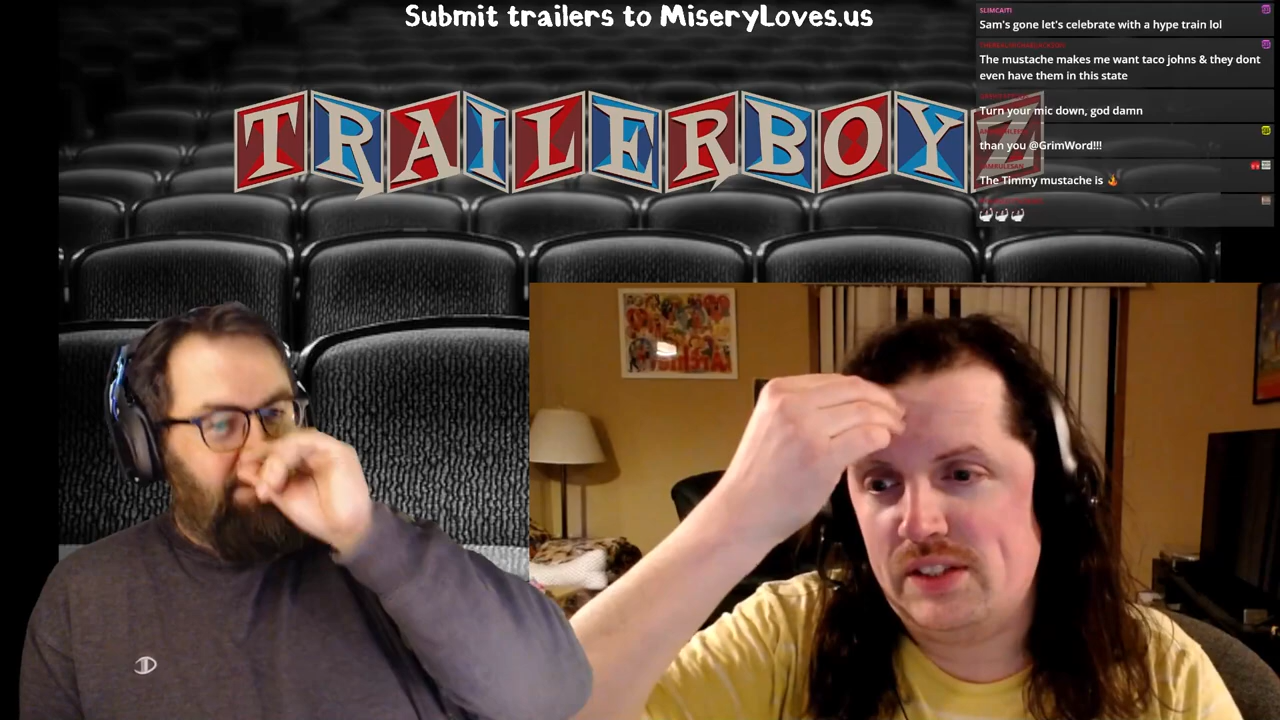 Submit trailers to MiseryLoves.us
TRAILERBOYZ
SLIMCAITI
Sam's gone let's celebrate with a hype train lol
The mustache makes me want taco johns & they dont
even have them in this state
Turn your mic down, god damn
than you @GrimWord!!!
The Timmy mustache is 🔥